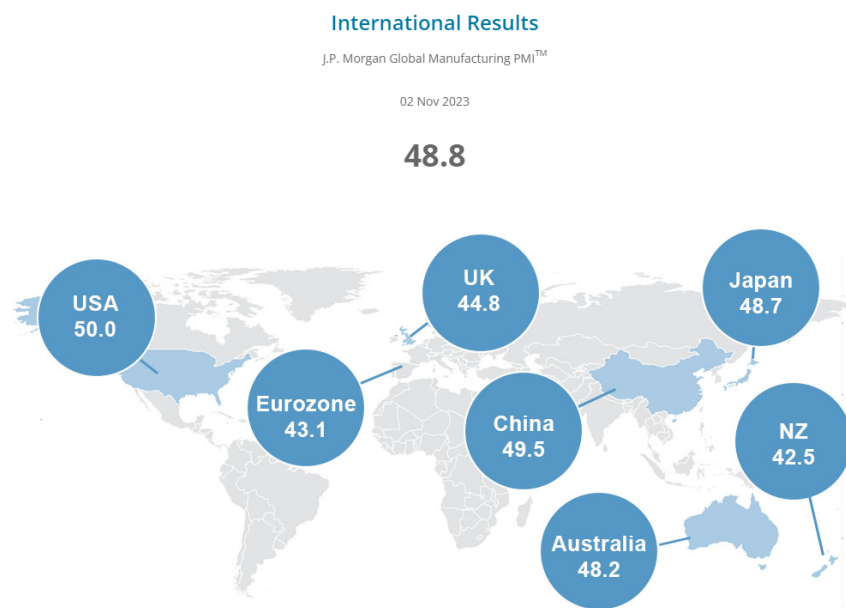 International Results
J.P. Morgan Global Manufacturing PMI™
02 Nov 2023
48.8
USA
50.0
UK
44.8
Japan
48.7
Eurozone
43.1
China
49.5
NZ
42.5
Australia
48.2